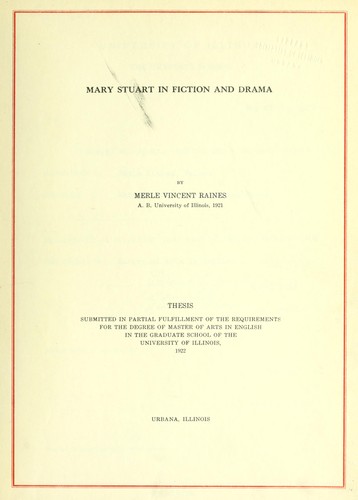 MARY STUART IN FICTION AND DRAMA
BY
MERLE VINCENT RAINES
A. B. University of Illinois, 1921
THESIS
SUBMITTED IN PARTIAL FULFILLMENT OF THE REQUIREMENTS
FOR THE DEGREE OF MASTER OF ARTS IN ENGLISH
IN THE GRADUATE SCHOOL OF THE
UNIVERSITY OF ILLINOIS,
1922
URBANA, ILLINOIS